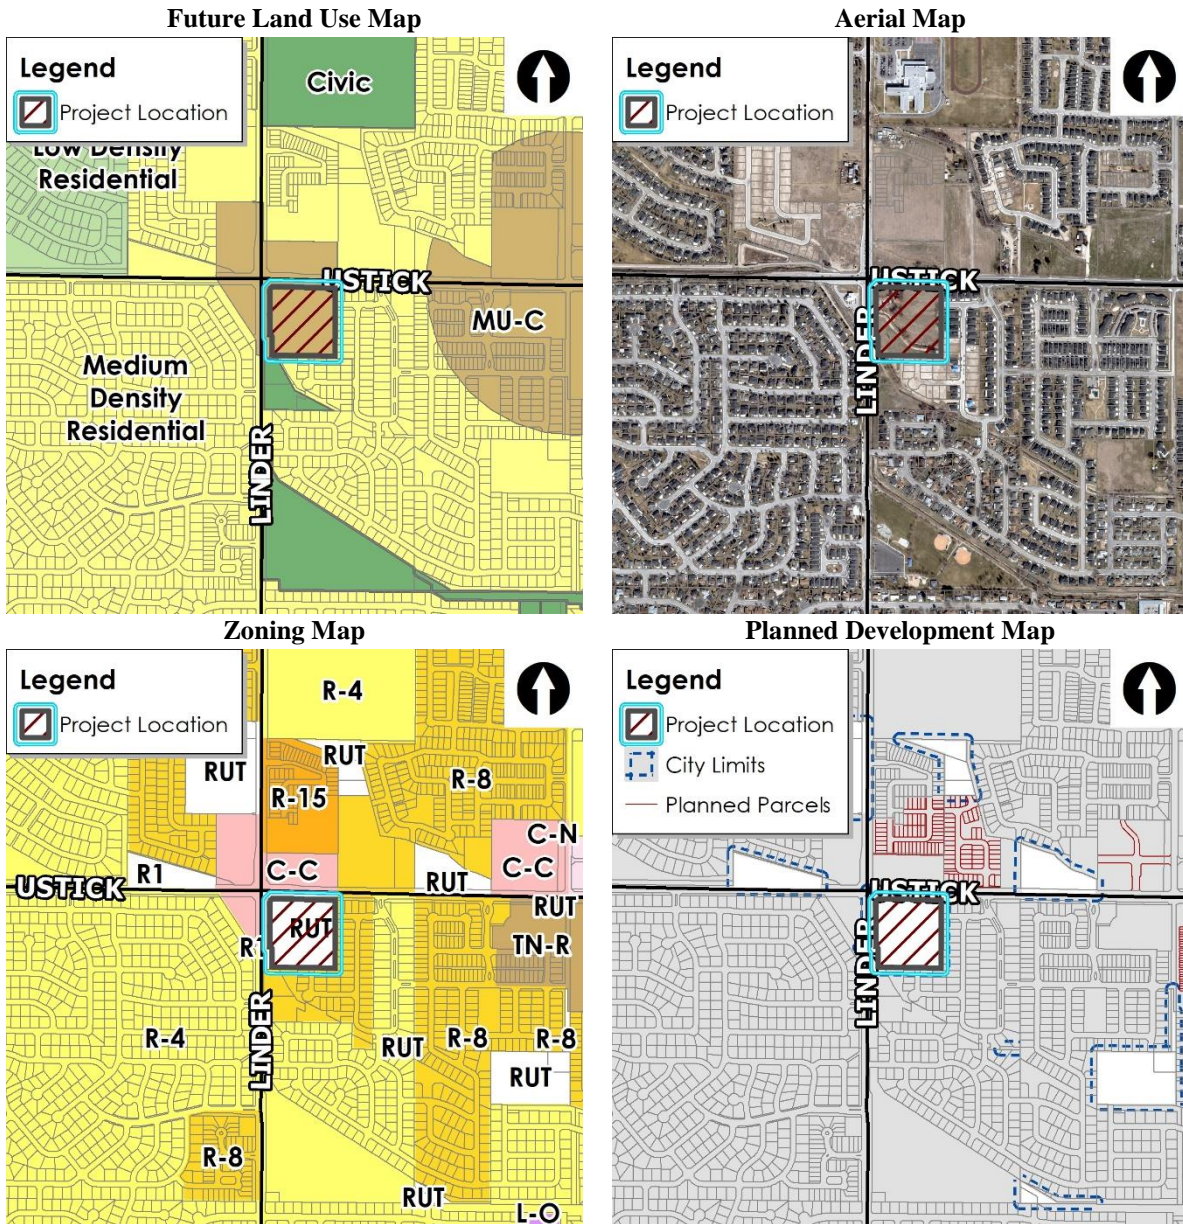 Future Land Use Map
Legend
Project Location
Civic
Low Density
Residential
USTICK
MU-C
Medium
Density
Residential
LINDER
Aerial Map
Legend
Project Location
USTICK
LINDER
Zoning Map
Legend
Project Location
R-4
RUT
RUT
R-8
R-15
C-N
C-C
C-C
R1
RUT
USTICK
RUT
RUT
TN-R
R1
LINDER
R-4
RUT
R-8
R-8
RUT
R-8
RUT
L-O
Planned Development Map
Legend
Project Location
City Limits
Planned Parcels
USTICK
LINDER